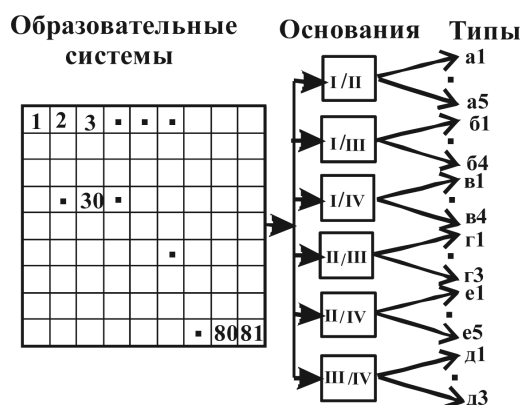 Образовательные
системы
Основания
Типы
1 2 3
30
80 81
I/II
I/III
I/IV
II/III
II/IV
III/IV
а1
а5
б1
б4
в1
в4
г1
г3
е1
е5
д1
д3